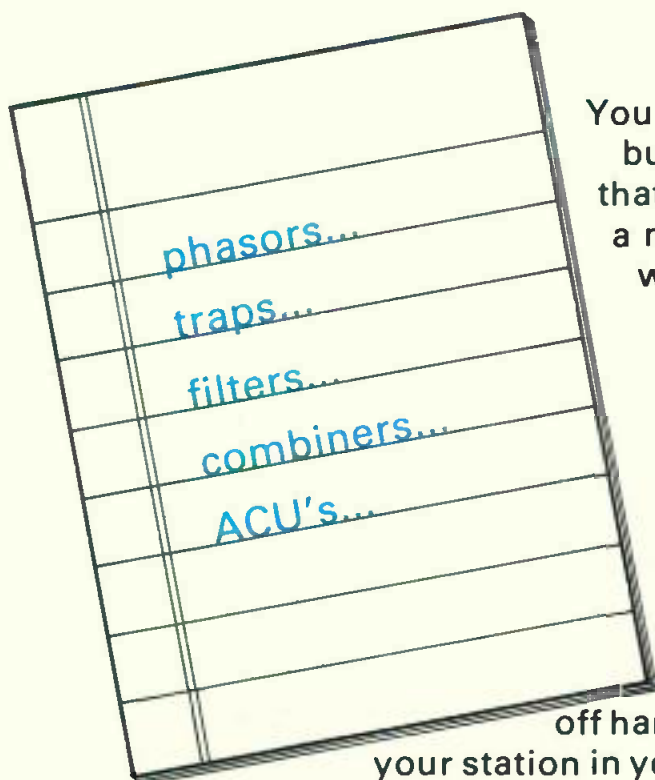 phasors...
traps...
filters...
combiners...
ACU's...
You
bu
that
a r
w
off har
your station in yo